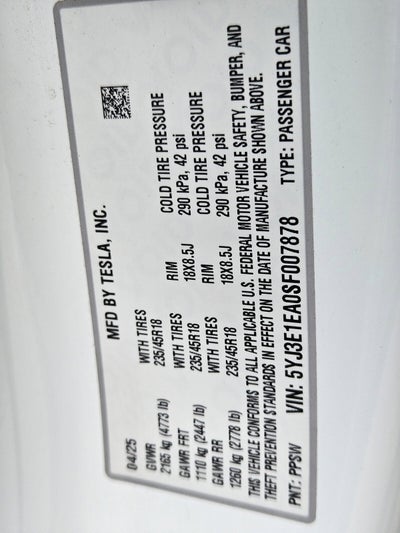 MFD BY TESLA, INC.
04/25
GVWR
2165 kg (4773 lb)
GAWR FRT WITH TIRES RIM COLD TIRE PRESSURE
1110 kg (2447 lb) 235/45R18 18X8.5J 290 kPa, 42 psi
GAWR RR WITH TIRES RIM COLD TIRE PRESSURE
1260 kg (2778 lb) 235/45R18 18X8.5J 290 kPa, 42 psi
THIS VEHICLE CONFORMS TO ALL APPLICABLE U.S. FEDERAL MOTOR VEHICLE SAFETY, BUMPER, AND
THEFT PREVENTION STANDARDS IN EFFECT ON THE DATE OF MANUFACTURE SHOWN ABOVE.
PNT: PPSW VIN: 5YJ3E1EA0SF007878 TYPE: PASSENGER CAR